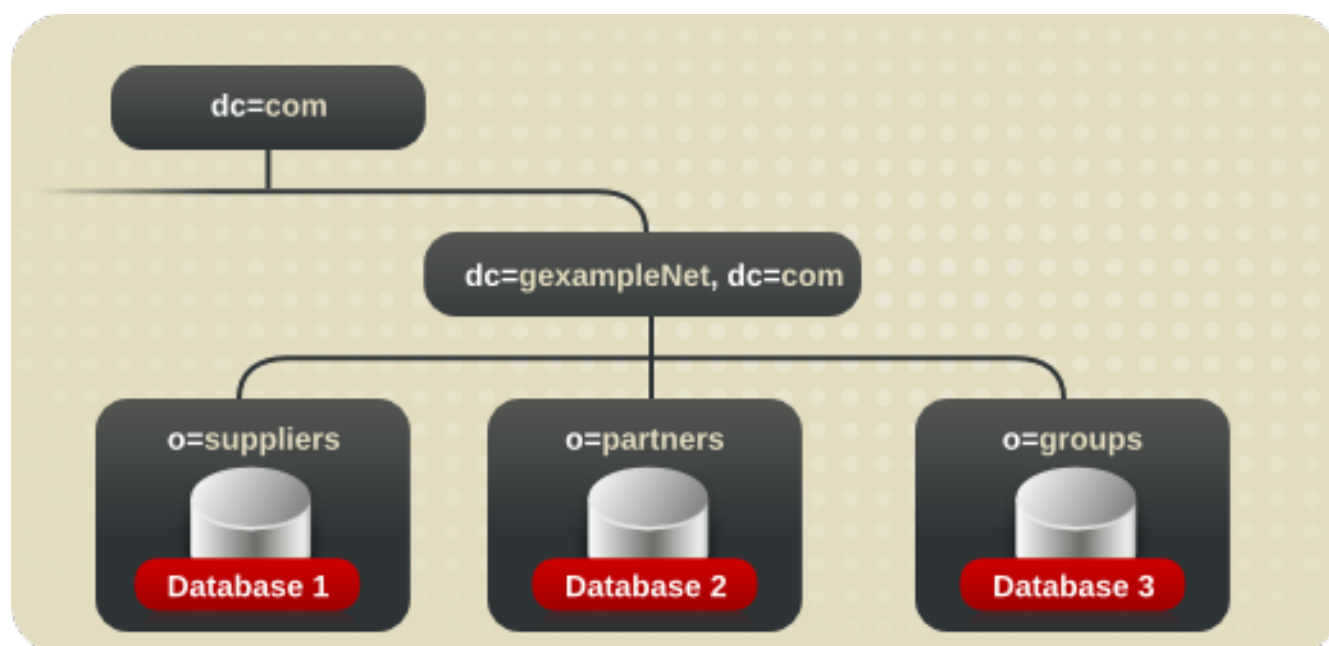 dc=com
dc=gexampleNet, dc=com
o=suppliers
o=partners
o=groups
Database 1
Database 2
Database 3